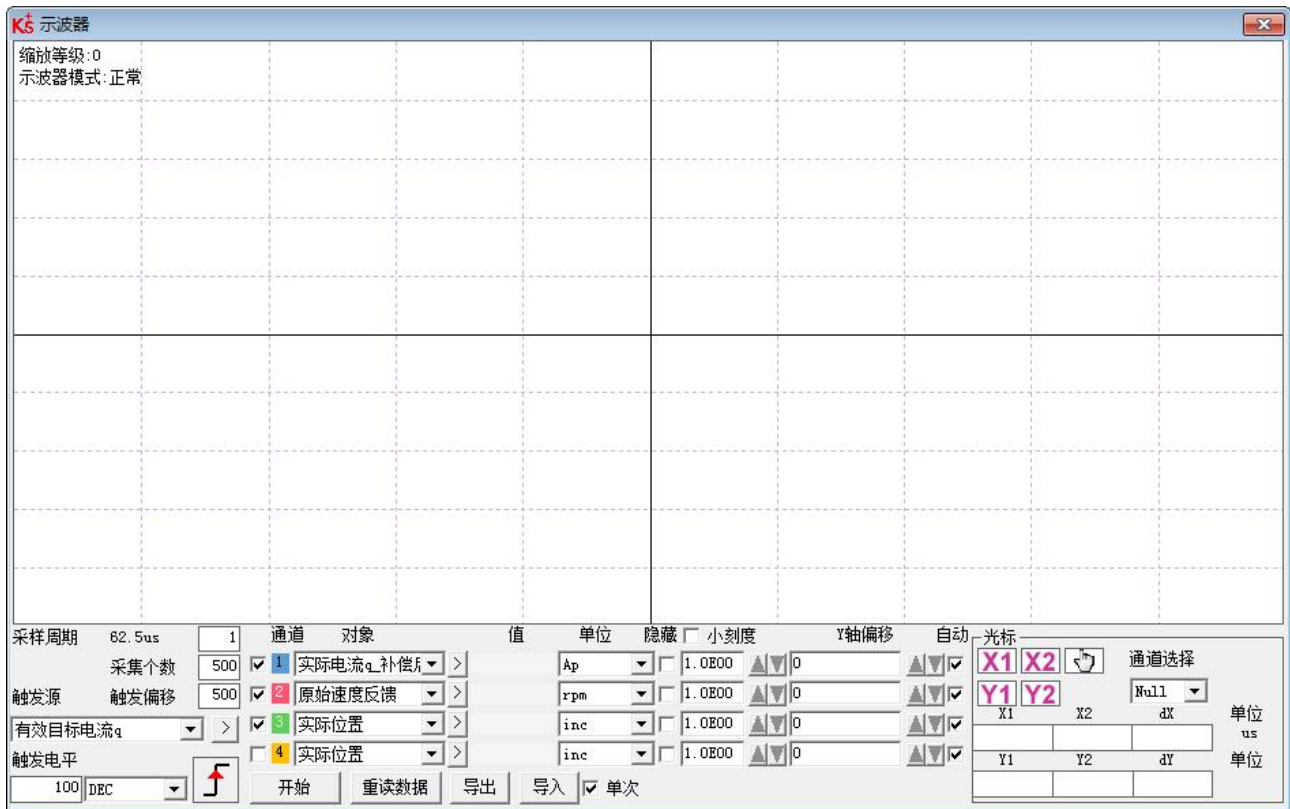 KS+ 示波器
缩放等级:0
示波器模式:正常
采样周期 62.5us 1 通道 对象 值 单位 隐藏 小刻度 Y轴偏移 自动 光标
采集个数 500 1 实际电流q_补偿 > Ap 1.0E00 0 X1 X2 通道选择
触发源 触发偏移 500 2 原始速度反馈 > rpm 1.0E00 0 Y1 Y2 Null
有效目标电流q > 3 实际位置 > inc 1.0E00 0 X1 X2 dX 单位
us
触发电平 4 实际位置 > inc 1.0E00 0 Y1 Y2 dY 单位
100 DEC 开始 重读数据 导出 导入 单次